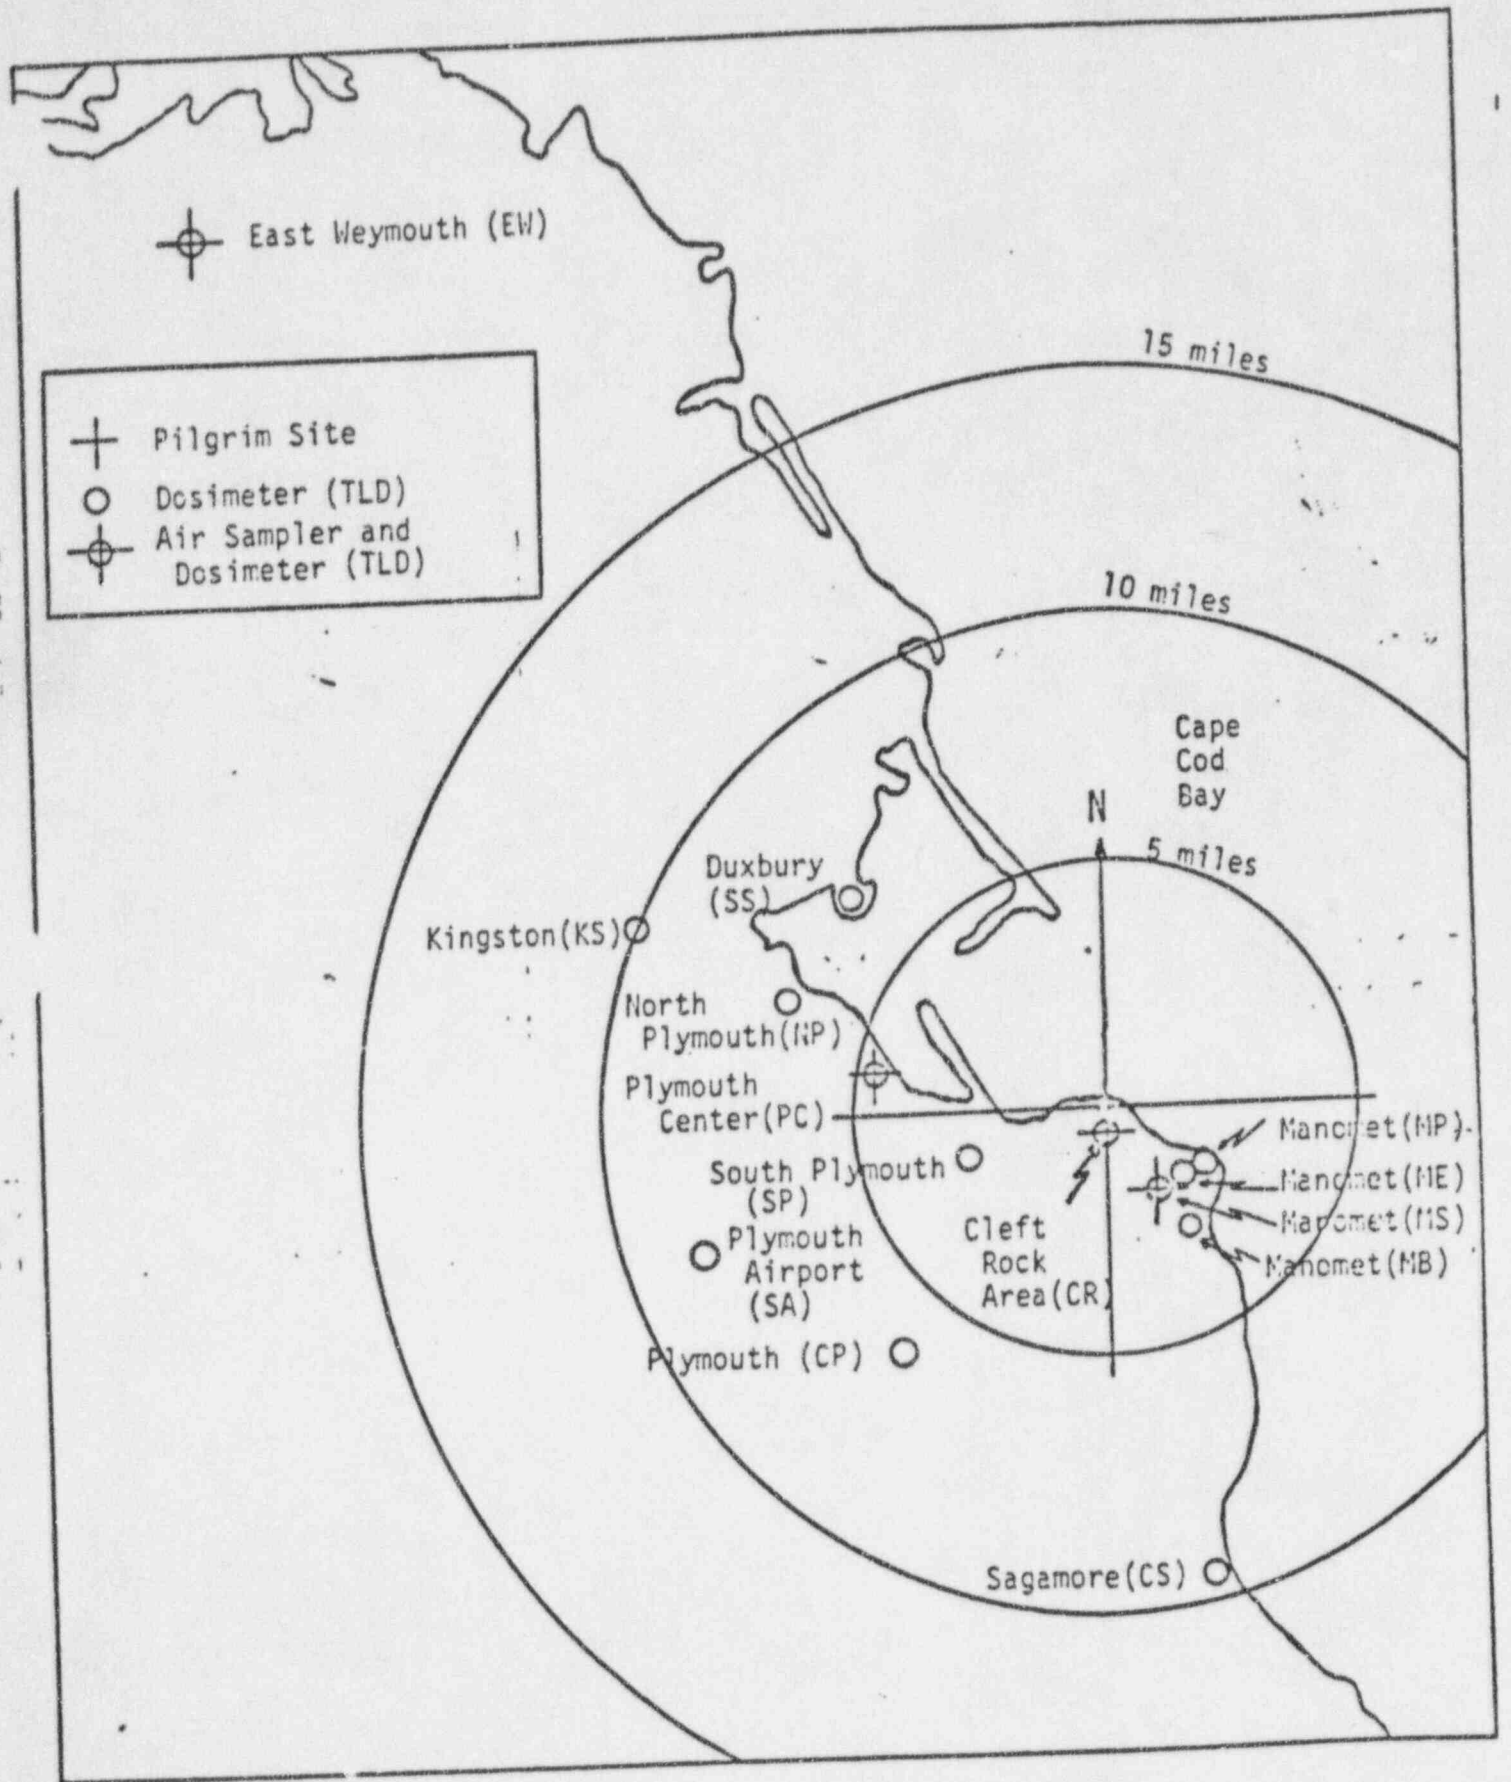 East Weymouth (EW)
15 miles
Pilgrim Site
Dosimeter (TLD)
Air Sampler and
Dosimeter (TLD)
10 miles
Cape
Cod
Bay
N
5 miles
Duxbury
(SS)
Kingston(KS)
North
Plymouth(NP)
Plymouth
Center(PC)
Manomet(MP)
South Plymouth
(SP)
Manomet(ME)
Manomet(MS)
Cleft
Rock
Area(CR)
Plymouth
Airport
(SA)
Manomet(MB)
Plymouth (CP)
Sagamore(CS)